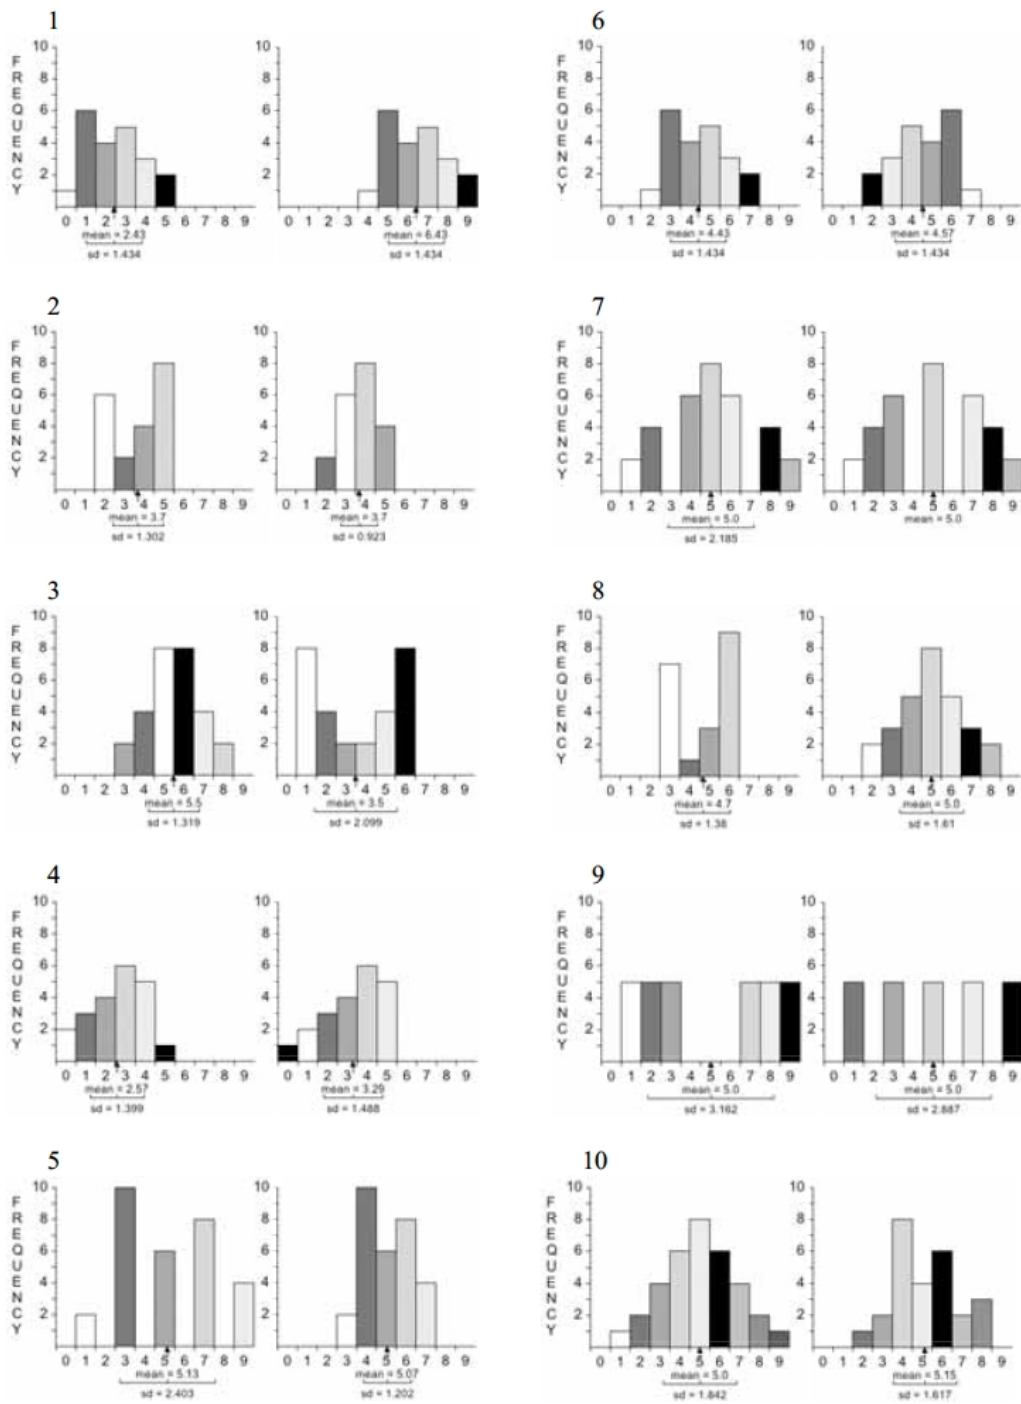 1
FREQUENCY
10
8
6
4
2
0 1 2 3 4 5 6 7 8 9
mean = 2.43
sd = 1.434
10
8
6
4
2
0 1 2 3 4 5 6 7 8 9
mean = 6.43
sd = 1.434
6
FREQUENCY
10
8
6
4
2
0 1 2 3 4 5 6 7 8 9
mean = 4.43
sd = 1.434
10
8
6
4
2
0 1 2 3 4 5 6 7 8 9
mean = 4.57
sd = 1.434
2
FREQUENCY
10
8
6
4
2
0 1 2 3 4 5 6 7 8 9
mean = 3.7
sd = 1.302
10
8
6
4
2
0 1 2 3 4 5 6 7 8 9
mean = 3.7
sd = 0.923
7
FREQUENCY
10
8
6
4
2
0 1 2 3 4 5 6 7 8 9
mean = 5.0
sd = 2.185
10
8
6
4
2
0 1 2 3 4 5 6 7 8 9
mean = 5.0
3
FREQUENCY
10
8
6
4
2
0 1 2 3 4 5 6 7 8 9
mean = 5.5
sd = 1.319
10
8
6
4
2
0 1 2 3 4 5 6 7 8 9
mean = 3.5
sd = 2.099
8
FREQUENCY
10
8
6
4
2
0 1 2 3 4 5 6 7 8 9
mean = 4.7
sd = 1.38
10
8
6
4
2
0 1 2 3 4 5 6 7 8 9
mean = 5.0
sd = 1.61
4
FREQUENCY
10
8
6
4
2
0 1 2 3 4 5 6 7 8 9
mean = 2.57
sd = 1.399
10
8
6
4
2
0 1 2 3 4 5 6 7 8 9
mean = 3.29
sd = 1.488
9
FREQUENCY
10
8
6
4
2
0 1 2 3 4 5 6 7 8 9
mean = 5.0
sd = 3.162
10
8
6
4
2
0 1 2 3 4 5 6 7 8 9
mean = 5.0
sd = 2.887
5
FREQUENCY
10
8
6
4
2
0 1 2 3 4 5 6 7 8 9
mean = 5.13
sd = 2.403
10
8
6
4
2
0 1 2 3 4 5 6 7 8 9
mean = 5.07
sd = 1.202
10
FREQUENCY
10
8
6
4
2
0 1 2 3 4 5 6 7 8 9
mean = 5.0
sd = 1.842
10
8
6
4
2
0 1 2 3 4 5 6 7 8 9
mean = 5.15
sd = 1.617